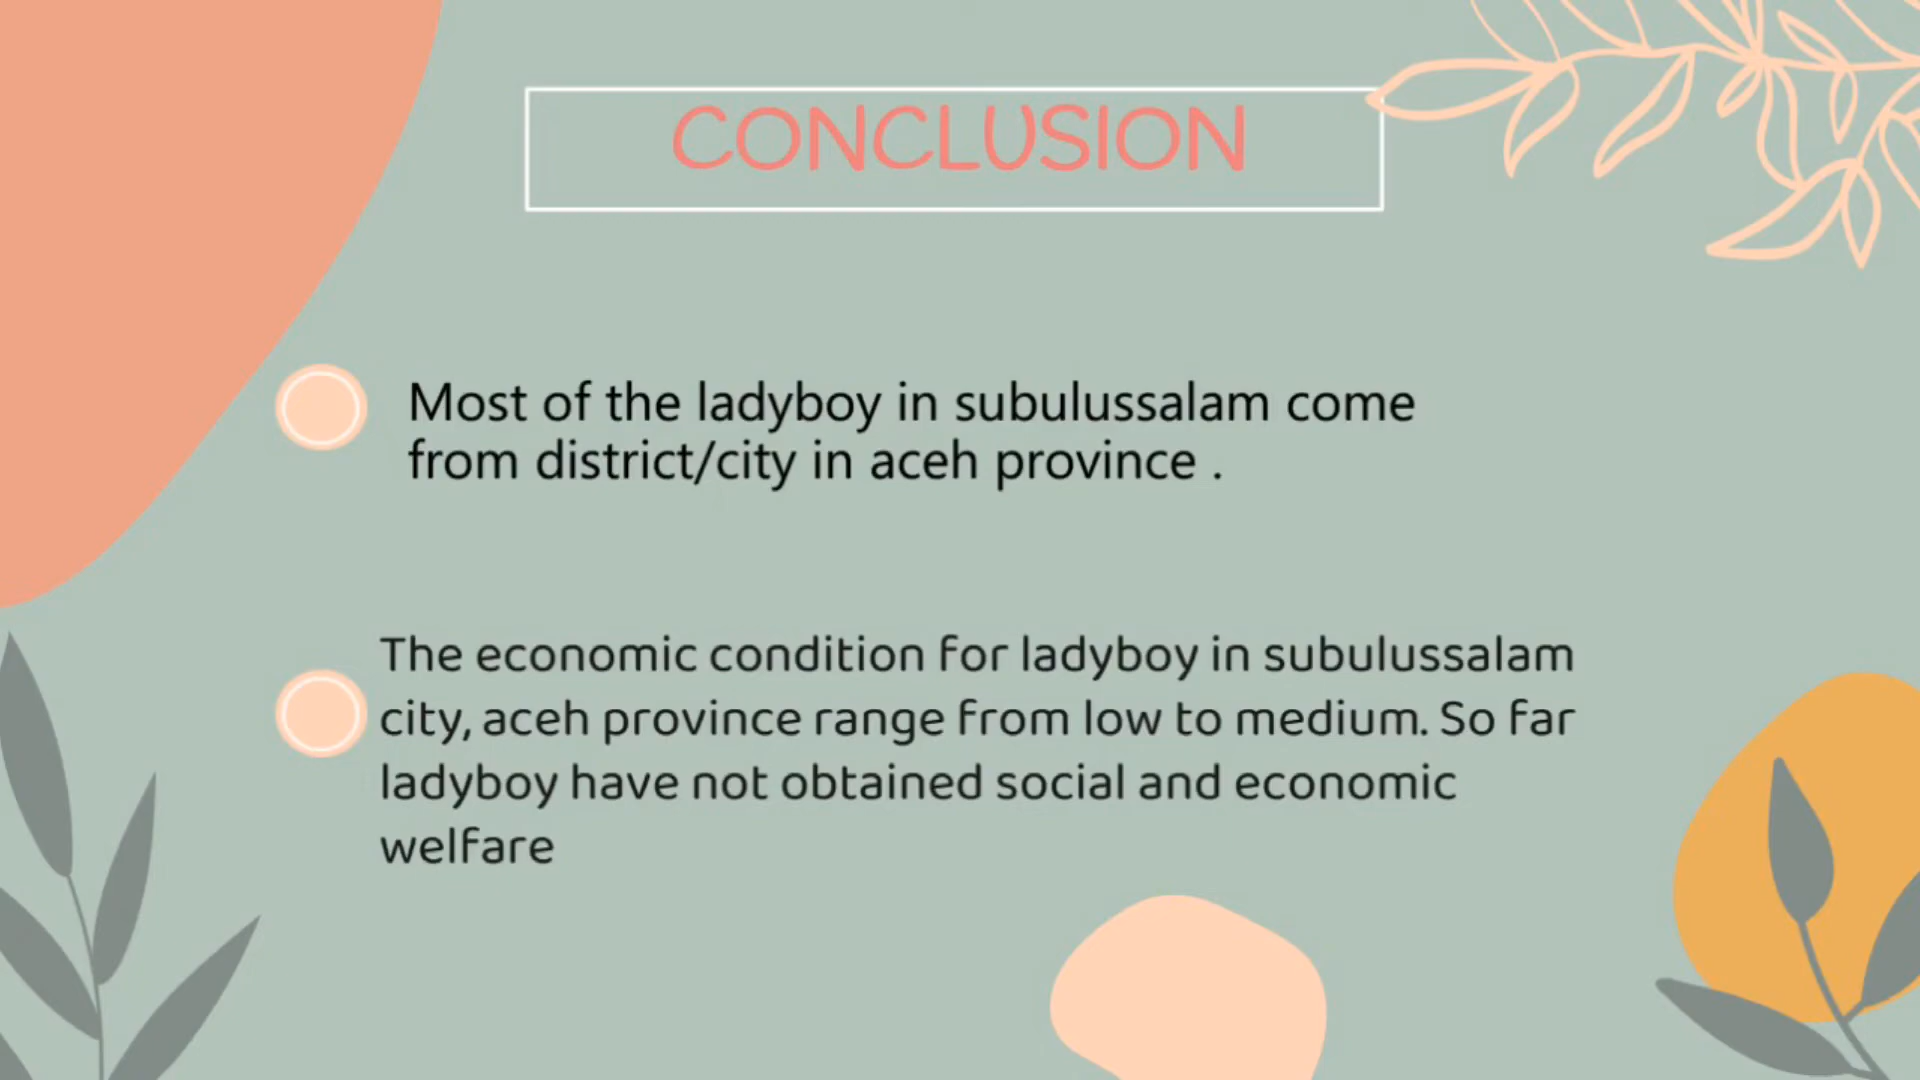 CONCLUSION
Most of the ladyboy in subulussalam come
from district/city in aceh province .
The economic condition for ladyboy in subulussalam
city, aceh province range from low to medium. So far
ladyboy have not obtained social and economic
welfare